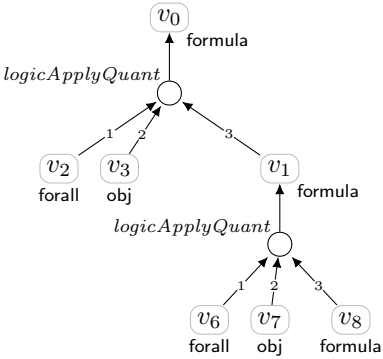 v₀
formula
logicApplyQuant
1 2 3
v₂ v₃ v₁
forall obj formula
logicApplyQuant
1 2 3
v₆ v₇ v₈
forall obj formula